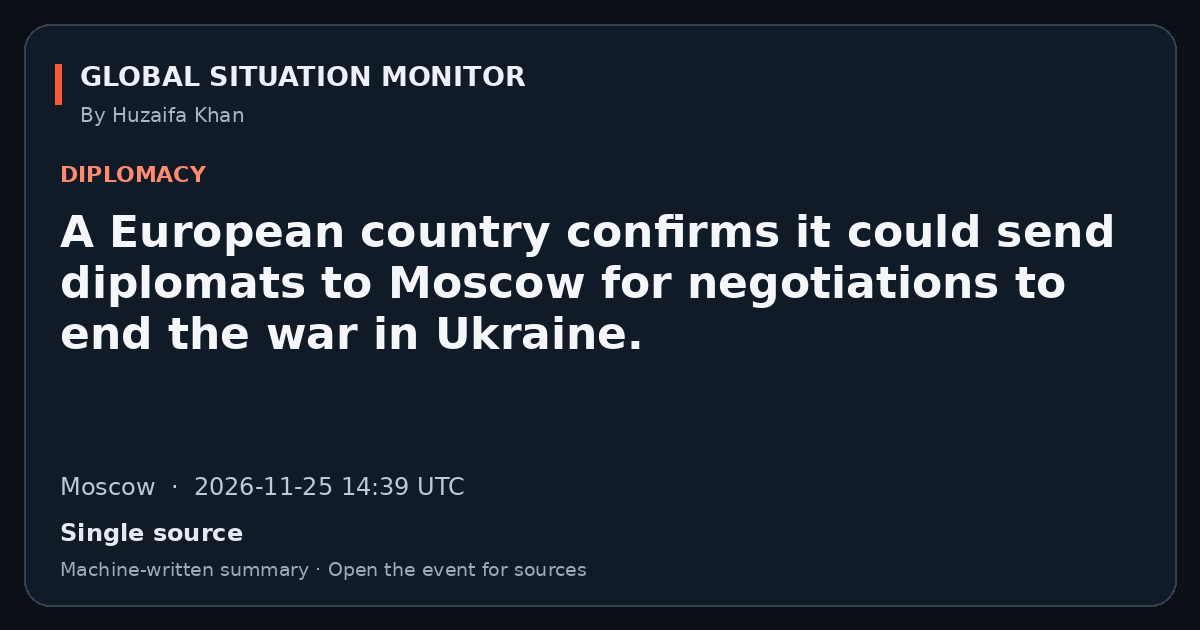 GLOBAL SITUATION MONITOR
By Huzaifa Khan
DIPLOMACY
A European country confirms it could send
diplomats to Moscow for negotiations to
end the war in Ukraine.
Moscow · 2026-11-25 14:39 UTC
Single source
Machine-written summary · Open the event for sources